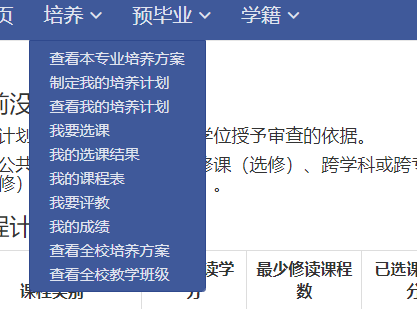 页 培养 预毕业 学籍
查看本专业培养方案
制定我的培养计划
查看我的培养计划
我要选课
我的选课结果
我的课程表
我要评教
我的成绩
查看全校培养方案
查看全校教学班级
前没
计划 学位授予审查的依据。
公共 修课（选修）、跨学科或跨专
修） 。
程计
课程类别 读学分 最少修读课程数 已选课